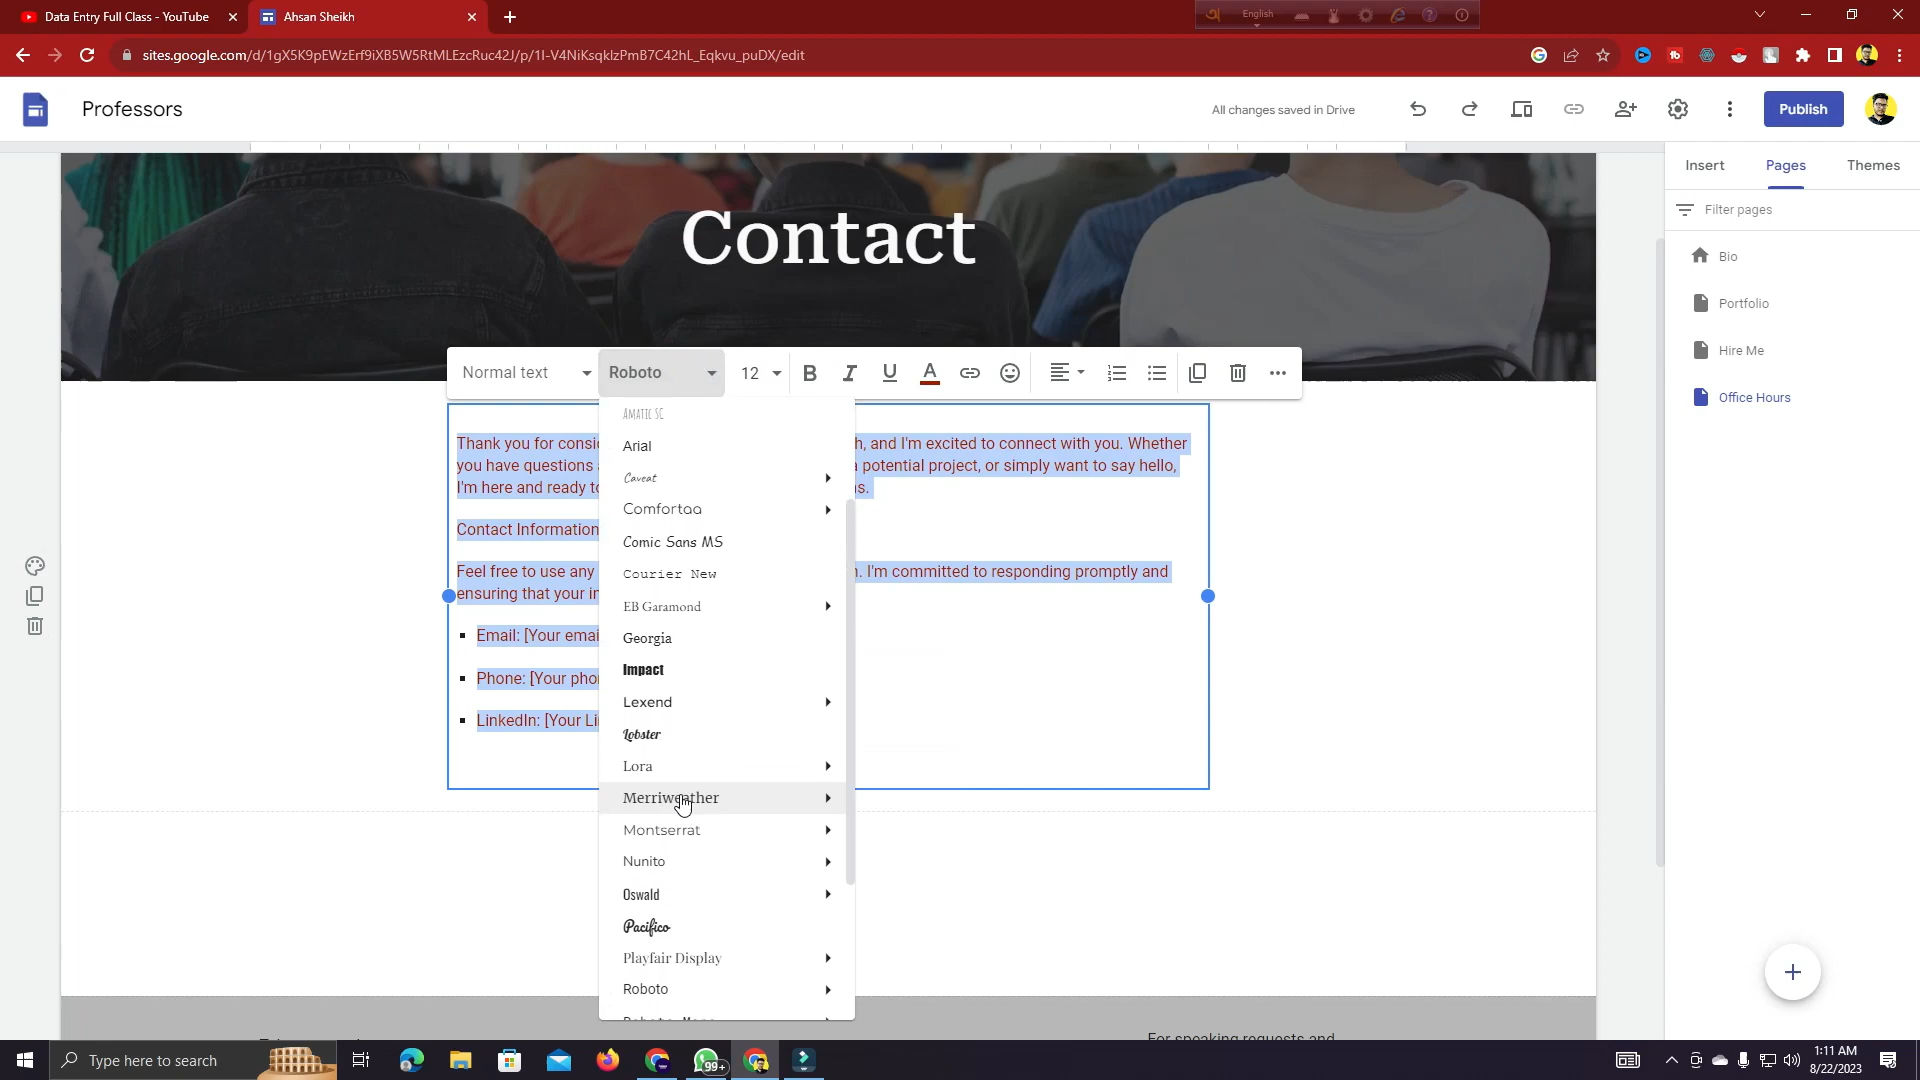 Data Entry Full Class - YouTube
Ahsan Sheikh
English
sites.google.com/d/1gX5K9pEWzErf9iXB5W5RtMLEzcRuc42J/p/1I-V4NiKsqkIzPmB7C42hL_Eqkvu_puDX/edit
Professors
All changes saved in Drive
Publish
Insert
Pages
Themes
Filter pages
Bio
Portfolio
Hire Me
Office Hours
Contact
Normal text
Roboto
12
Thank you for consi
h, and I'm excited to connect with you. Whether
you have questions
a potential project, or simply want to say hello,
I'm here and ready to
s.
Contact Information
Feel free to use any
. I'm committed to responding promptly and
ensuring that your in
Email: [Your emai
Phone: [Your pho
LinkedIn: [Your Li
Amatic SC
Arial
Caveat
Comfortaa
Comic Sans MS
Courier New
EB Garamond
Georgia
Impact
Lexend
Lobster
Lora
Merriweather
Montserrat
Nunito
Oswald
Pacifico
Playfair Display
Roboto
For speaking requests and
Type here to search
99+
1:11 AM
8/22/2023